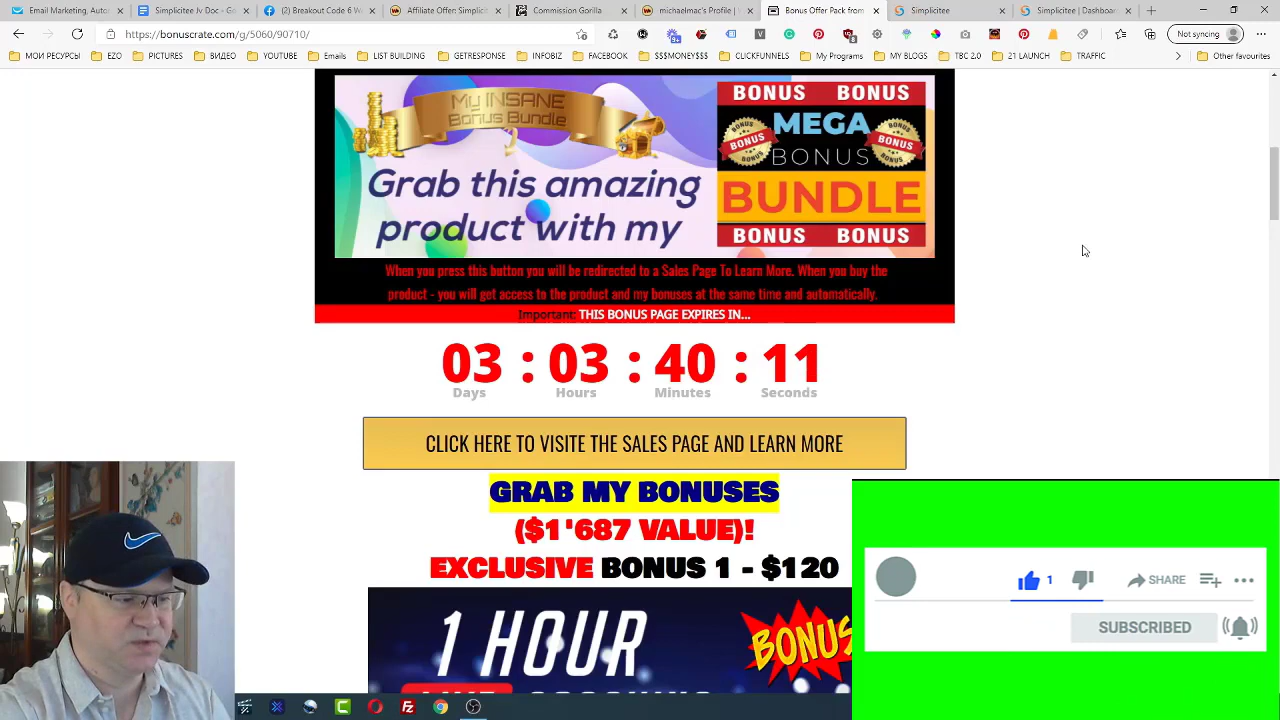 Email Marketing, Autom
Simplicitee Jv Doc - Go
(2) Breakout Code 6 W
Affiliate Offers Simplici
Commission Gorilla
michaelmac's Profile | W
Bonus Offer Pack from
Simplicitee
Simplicitee | Dashboar
https://bonuscrate.com/g/5060/90710/
Not syncing
МОИ РЕСУРСЫ
EZO
PICTURES
ВИДЕО
YOUTUBE
Emails
LIST BUILDING
GETRESPONSE
INFOBIZ
FACEBOOK
$$$MONEY$$
CLICKFUNNELS
My Programs
MY BLOGS
TBC 2.0
21 LAUNCH
TRAFFIC
Other favourites
My INSANE
Bonus Bundle
Grab this amazing
product with my
BONUS BONUS
MEGA
BONUS
BONUS
BONUS
BUNDLE
BONUS BONUS
When you press this button you will be redirected to a Sales Page To Learn More. When you buy the
product - you will get access to the product and my bonuses at the same time and automatically.
Important: THIS BONUS PAGE EXPIRES IN...
03 : 03 : 40 : 11
Days Hours Minutes Seconds
CLICK HERE TO VISITE THE SALES PAGE AND LEARN MORE
GRAB MY BONUSES
($1'687 VALUE)!
EXCLUSIVE BONUS 1 - $120
1 HOUR
BONUS
1
SHARE
SUBSCRIBED